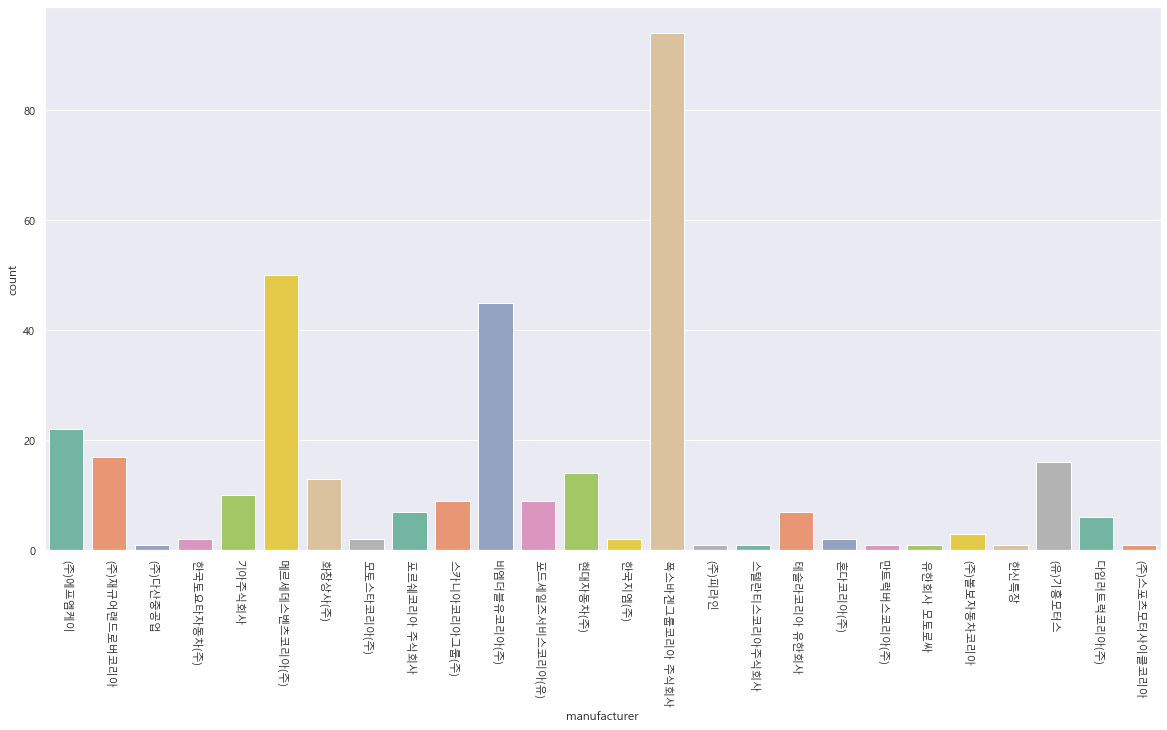 80
60
40
20
0
count
(주)에프엠케이
(주)재규어랜드로버코리아
(주)다산중공업
한국토요타자동차(주)
기아주식회사
메르세데스벤츠코리아(주)
화창상사(주)
모토스타코리아(주)
포르쉐코리아 주식회사
스카니아코리아그룹(주)
비엠더블유코리아(주)
포드세일즈서비스코리아(유)
현대자동차(주)
한국지엠(주)
폭스바겐그룹코리아 주식회사
(주)피라인
스텔란티스코리아주식회사
테슬라코리아 유한회사
혼다코리아(주)
만트럭버스코리아(주)
유한회사 모토로싸
(주)볼보자동차코리아
한신특장
(유)기흥모터스
다임러트럭코리아(주)
(주)스포츠모터사이클코리아
manufacturer